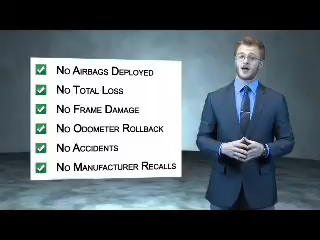 No Airbags Deployed
No Total Loss
No Frame Damage
No Odometer Rollback
No Accidents
No Manufacturer Recalls